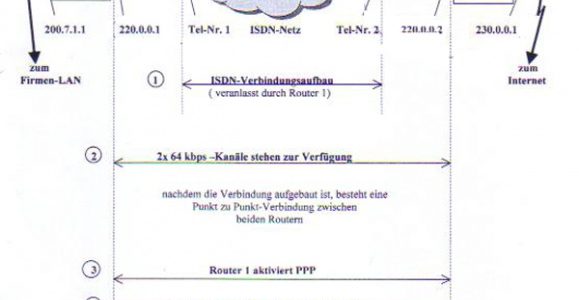 200.7.1.1 220.0.0.1 Tel-Nr. 1 ISDN-Netz Tel-Nr. 2 220.0.0.2 230.0.0.1
zum
Firmen-LAN
zum
Internet
1 ISDN-Verbindungsaufbau
( veranlasst durch Router 1)
2 2x 64 kbps –Kanäle stehen zur Verfügung
nachdem die Verbindung aufgebaut ist, besteht eine
Punkt zu Punkt-Verbindung zwischen
beiden Routern
3 Router 1 aktiviert PPP